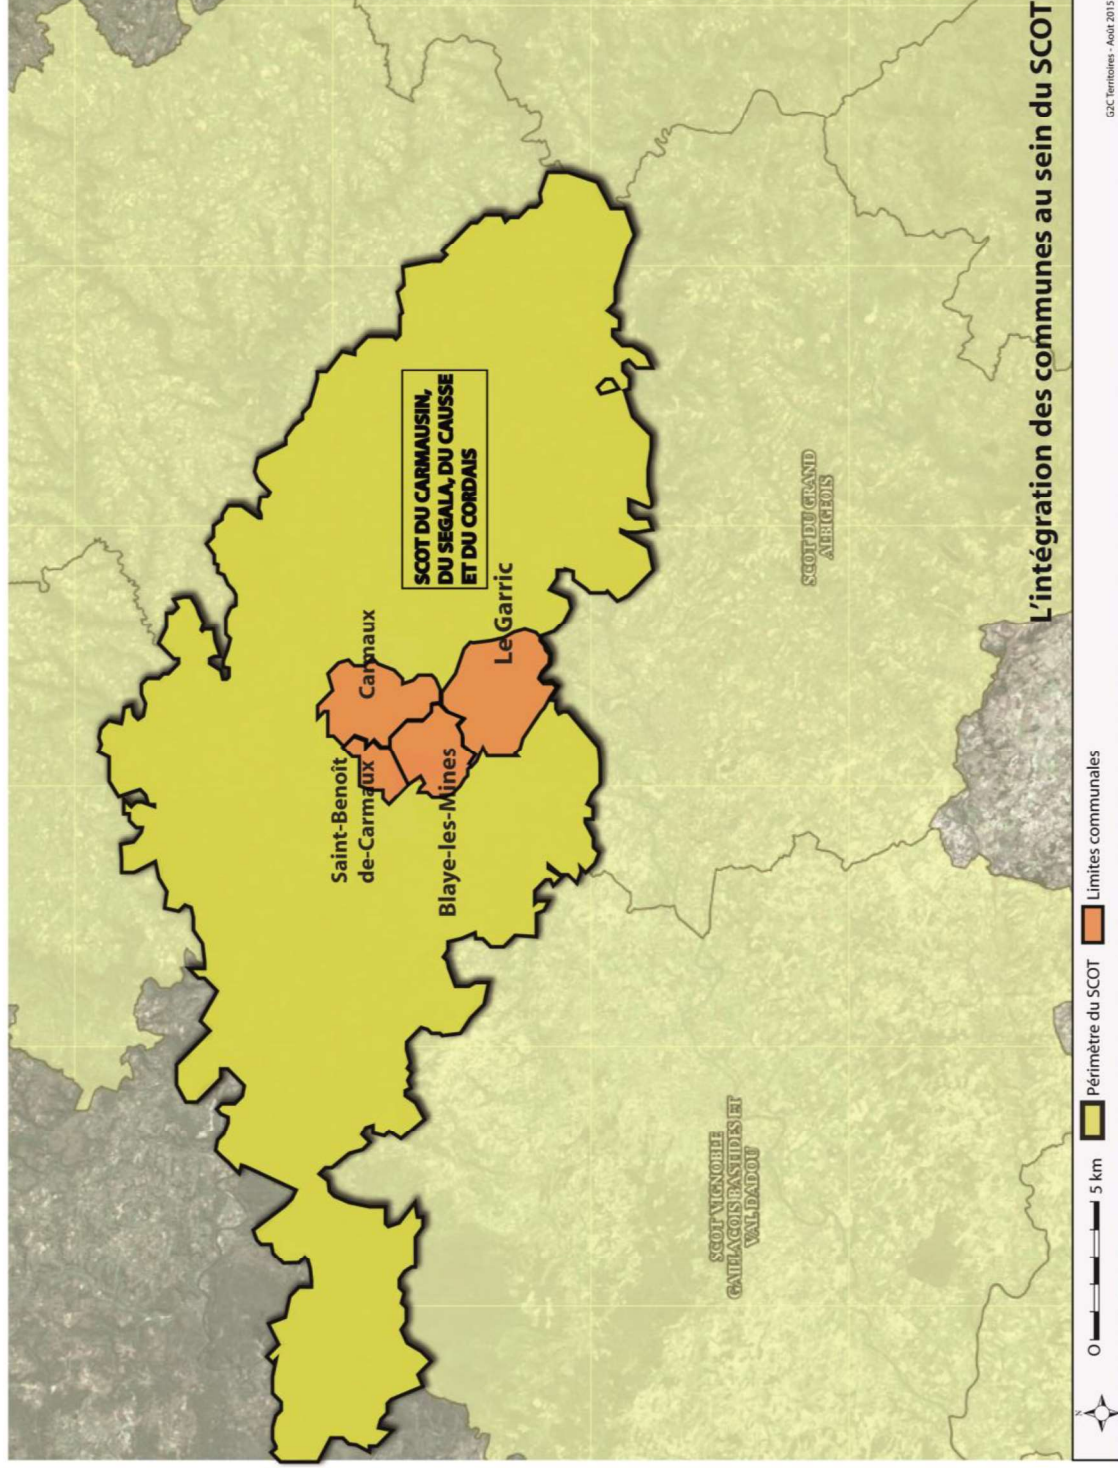 Saint-Benoît
de-Carmaux
Carmaux
Blaye-les-Mines
Le Garric
SCOT DU CARMAUSIN,
DU SEGALA, DU CAUSSE
ET DU CORDAIS
SCOT VIGNOBLE
GAILLACOIS BASTIDES ET
VAL DADOU
SCOT DU GRAND
ALBIGEOIS
L'intégration des communes au sein du SCOT
N
0 5 km
Périmètre du SCOT
Limites communales
G2C Territoires - Août 2015